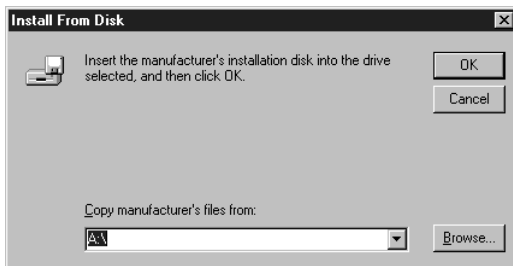 Install From Disk
Insert the manufacturer's installation disk into the drive
selected, and then click OK.
OK
Cancel
Copy manufacturer's files from:
A:\
Browse...